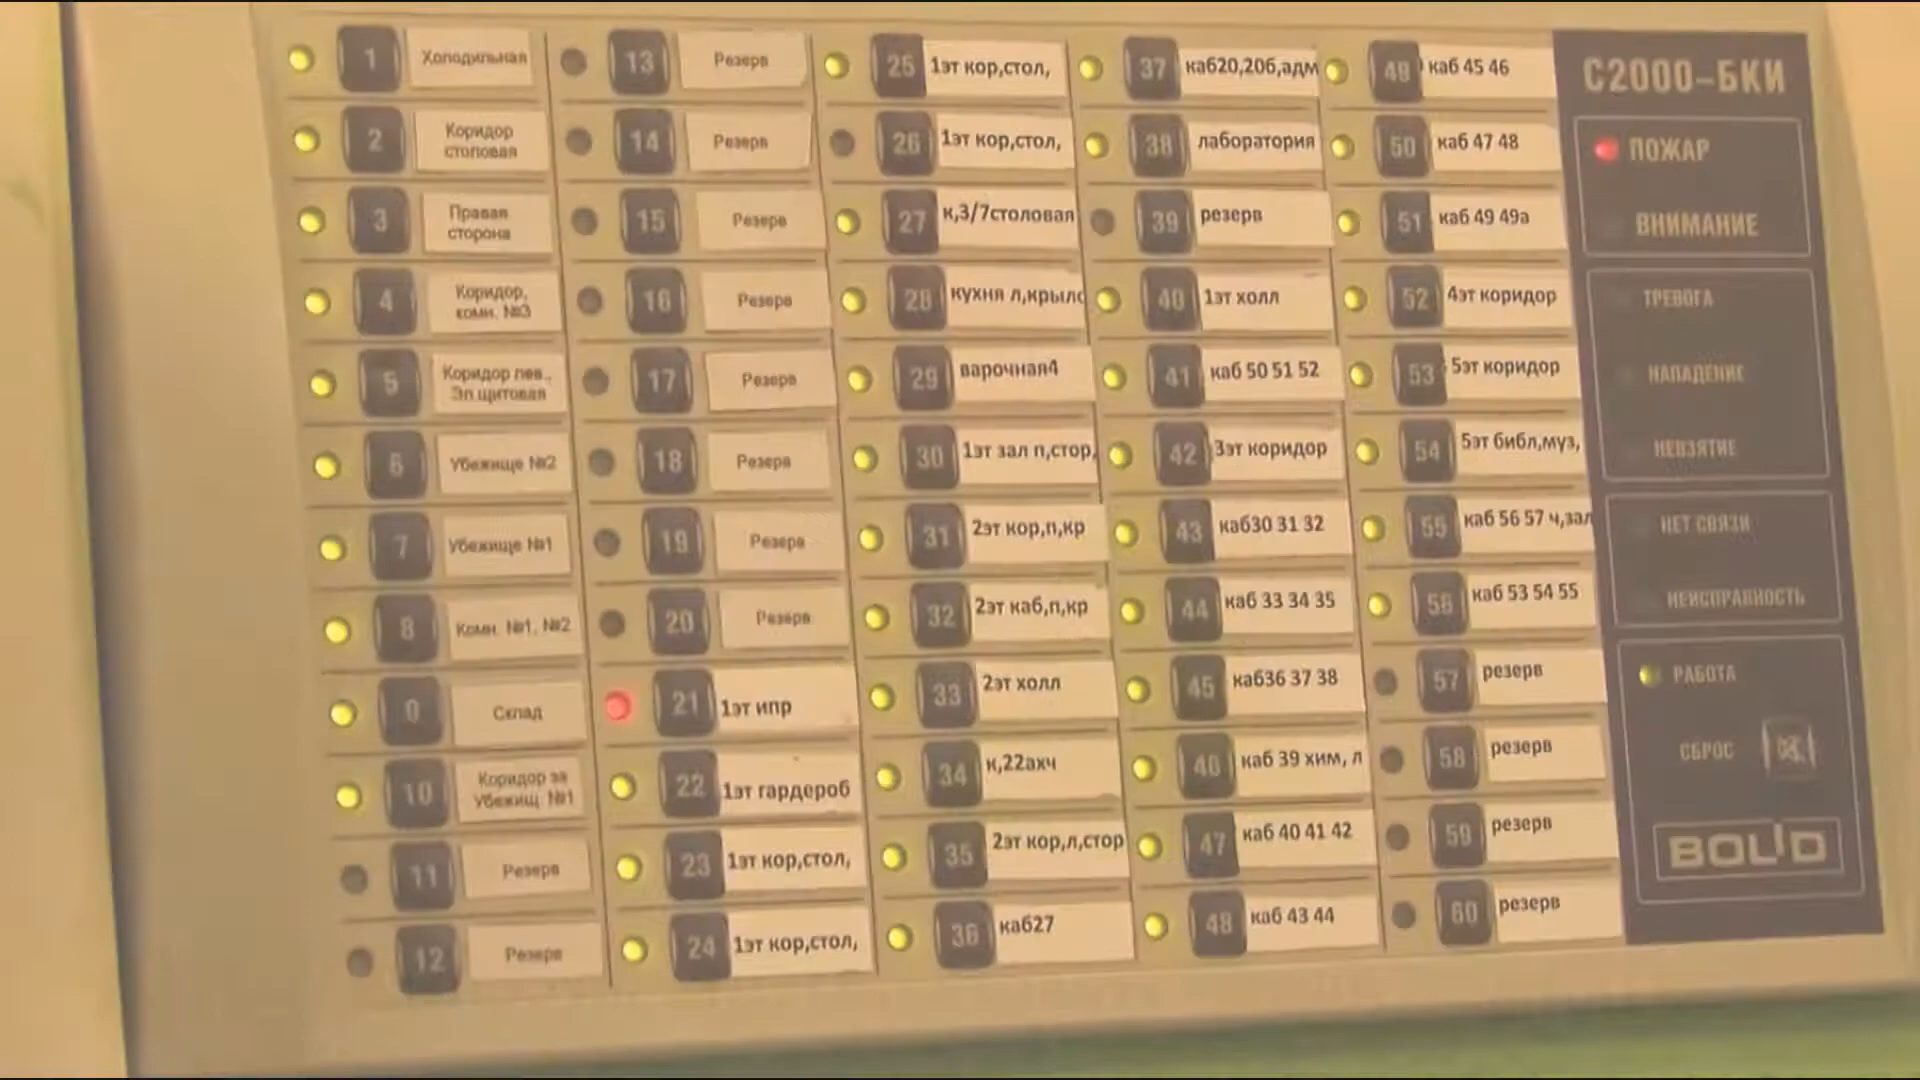 1 Холодильная
2 Коридор
столовая
3 Правая
сторона
4 Коридор,
комн. №3
5 Коридор лев.,
Эл.щитовая
6 Убежище №2
7 Убежище №1
8 Комн. №1, №2
9 Склад
10 Коридор за
Убежищ. №1
11 Резерв
12 Резерв
13 Резерв
14 Резерв
15 Резерв
16 Резерв
17 Резерв
18 Резерв
19 Резерв
20 Резерв
21 1эт ипр
22 1эт гардероб
23 1эт кор,стол,
24 1эт кор,стол,
25 1эт кор,стол,
26 1эт кор,стол,
27 к,3/7столовая
28 кухня л,крыло
29 варочная4
30 1эт зал п,стор,
31 2эт кор,п,кр
32 2эт каб,п,кр
33 2эт холл
34 к,22ахч
35 2эт кор,л,стор
36 каб27
37 каб20,20б,адм
38 лаборатория
39 резерв
40 1эт холл
41 каб 50 51 52
42 3эт коридор
43 каб30 31 32
44 каб 33 34 35
45 каб36 37 38
46 каб 39 хим, л
47 каб 40 41 42
48 каб 43 44
49 каб 45 46
50 каб 47 48
51 каб 49 49а
52 4эт коридор
53 5эт коридор
54 5эт библ,муз,
55 каб 56 57 ч,зал
56 каб 53 54 55
57 резерв
58 резерв
59 резерв
60 резерв
С2000-БКИ
ПОЖАР
ВНИМАНИЕ
ТРЕВОГА
НАПАДЕНИЕ
НЕВЗЯТИЕ
НЕТ СВЯЗИ
НЕИСПРАВНОСТЬ
РАБОТА
СБРОС
BOLID